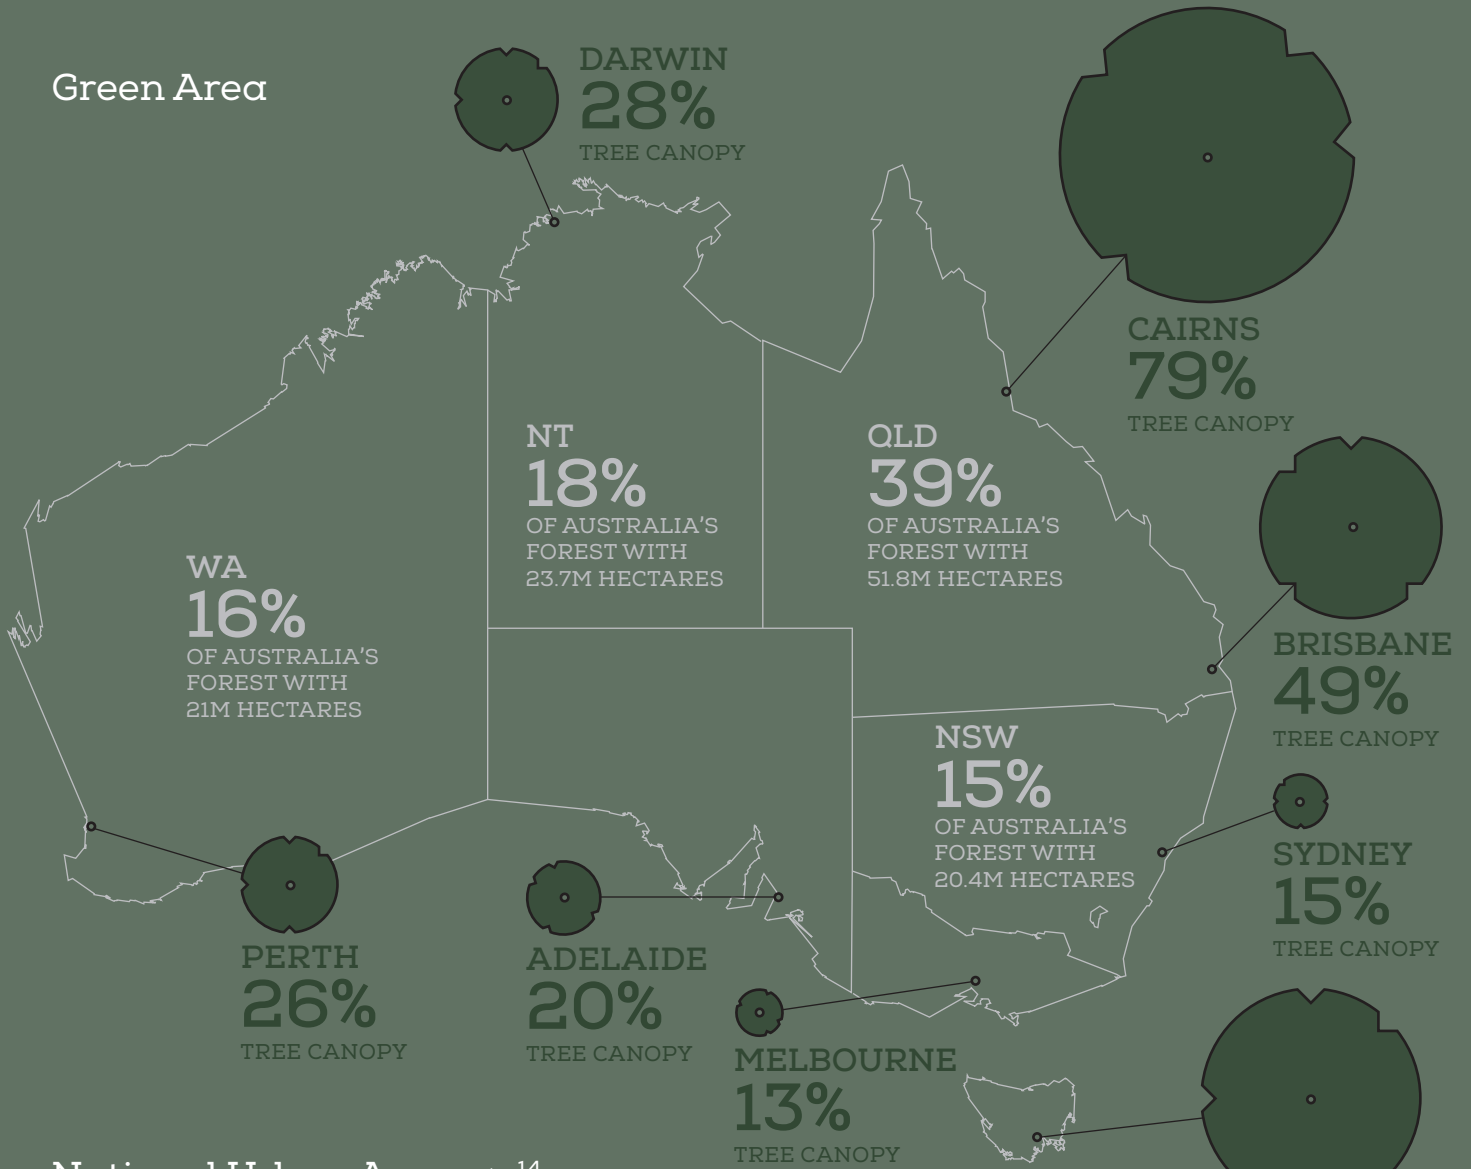 Green Area
DARWIN
28%
TREE CANOPY
CAIRNS
79%
TREE CANOPY
NT
18%
OF AUSTRALIA'S
FOREST WITH
23.7M HECTARES
QLD
39%
OF AUSTRALIA'S
FOREST WITH
51.8M HECTARES
WA
16%
OF AUSTRALIA'S
FOREST WITH
21M HECTARES
BRISBANE
49%
TREE CANOPY
NSW
15%
OF AUSTRALIA'S
FOREST WITH
20.4M HECTARES
SYDNEY
15%
TREE CANOPY
PERTH
26%
TREE CANOPY
ADELAIDE
20%
TREE CANOPY
MELBOURNE
13%
TREE CANOPY
14